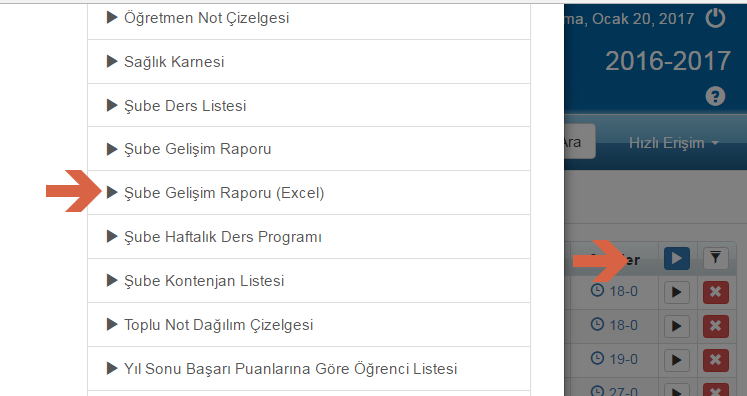 Öğretmen Not Çizelgesi
Sağlık Karnesi
Şube Ders Listesi
Şube Gelişim Raporu
Şube Gelişim Raporu (Excel)
Şube Haftalık Ders Programı
Şube Kontenjan Listesi
Toplu Not Dağılım Çizelgesi
Yıl Sonu Başarı Puanlarına Göre Öğrenci Listesi
ma, Ocak 20, 2017
2016-2017
?
Ara
Hızlı Erişim
ler
18-0
18-0
19-0
27-0